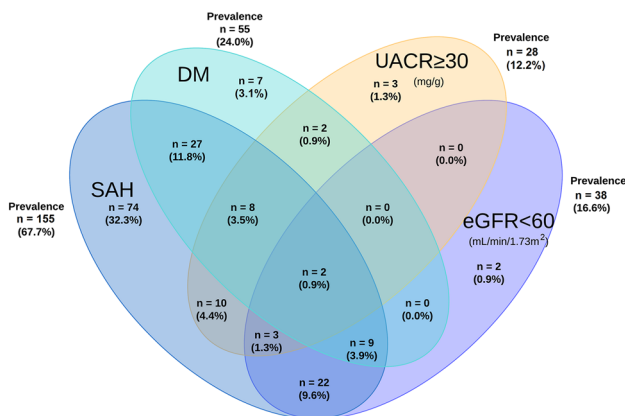 Prevalence
n = 55
(24.0%)
Prevalence
n = 28
(12.2%)
DM
n = 7
(3.1%)
UACR≥30
(mg/g)
n = 3
(1.3%)
n = 2
(0.9%)
n = 27
(11.8%)
n = 0
(0.0%)
Prevalence
n = 38
(16.6%)
SAH
n = 74
(32.3%)
Prevalence
n = 155
(67.7%)
n = 8
(3.5%)
n = 0
(0.0%)
eGFR<60
(mL/min/1.73m²)
n = 2
(0.9%)
n = 2
(0.9%)
n = 10
(4.4%)
n = 0
(0.0%)
n = 3
(1.3%)
n = 9
(3.9%)
n = 22
(9.6%)